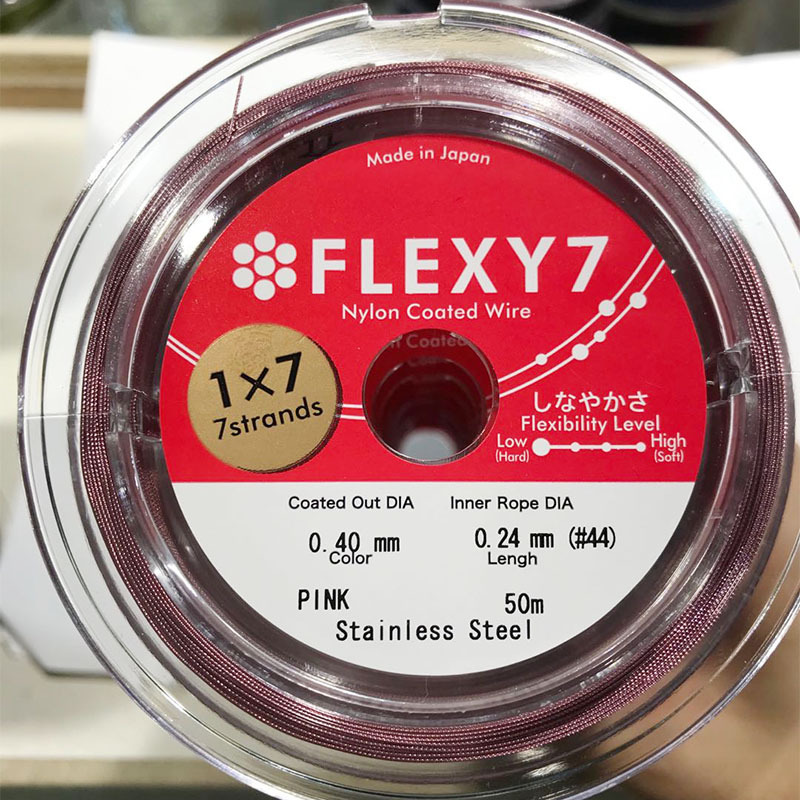 Made in Japan
FLEXY7
Nylon Coated Wire
1×7
7strands
Coated
しなやかさ
Flexibility Level
Low High
(Hard) (Soft)
Coated Out DIA Inner Rope DIA
0.40 mm 0.24 mm (#44)
Color Lengh
PINK 50m
Stainless Steel